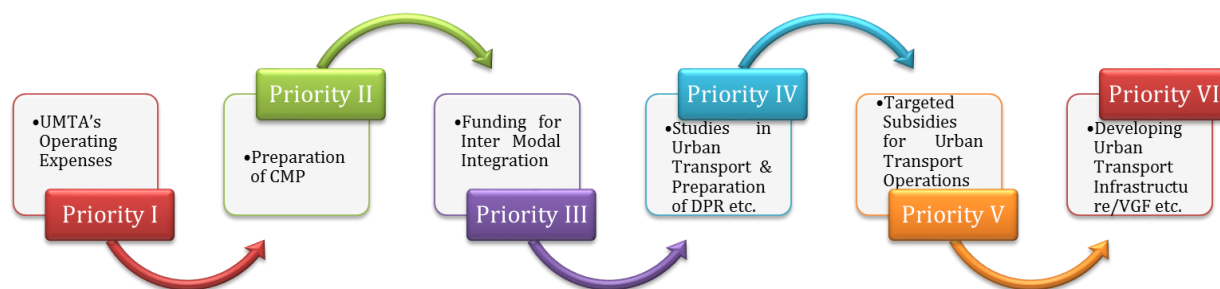 •UMTA's
Operating
Expenses
Priority I
Priority II
•Preparation
of CMP
•Funding for
Inter Modal
Integration
Priority III
Priority IV
•Studies in
Urban
Transport &
Preparation
of DPR etc.
•Targeted
Subsidies
for Urban
Transport
Operations
Priority V
Priority VI
•Developing
Urban
Transport
Infrastructu
re/VGF etc.